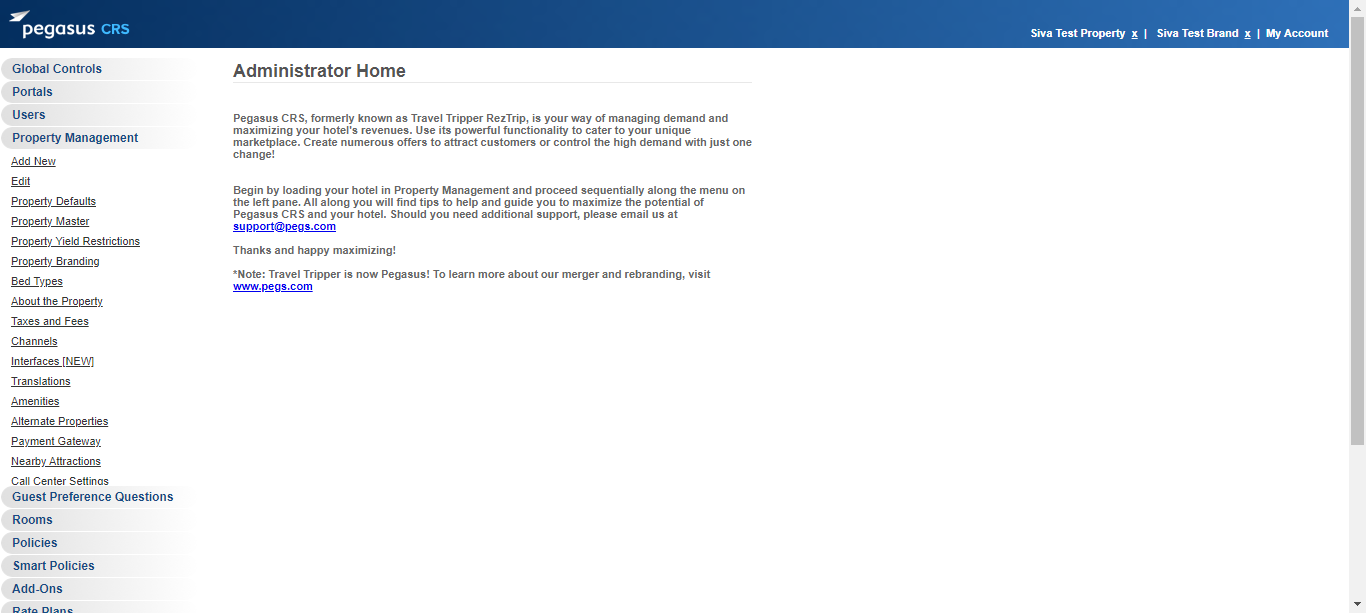 pegasus CRS
Siva Test Property x | Siva Test Brand x | My Account
Global Controls
Portals
Users
Property Management
Add New
Edit
Property Defaults
Property Master
Property Yield Restrictions
Property Branding
Bed Types
About the Property
Taxes and Fees
Channels
Interfaces [NEW]
Translations
Amenities
Alternate Properties
Payment Gateway
Nearby Attractions
Call Center Settings
Guest Preference Questions
Rooms
Policies
Smart Policies
Add-Ons
Rate Plans
Administrator Home
Pegasus CRS, formerly known as Travel Tripper RezTrip, is your way of managing demand and
maximizing your hotel's revenues. Use its powerful functionality to cater to your unique
marketplace. Create numerous offers to attract customers or control the high demand with just one
change!
Begin by loading your hotel in Property Management and proceed sequentially along the menu on
the left pane. All along you will find tips to help and guide you to maximize the potential of
Pegasus CRS and your hotel. Should you need additional support, please email us at
support@pegs.com
Thanks and happy maximizing!
*Note: Travel Tripper is now Pegasus! To learn more about our merger and rebranding, visit
www.pegs.com